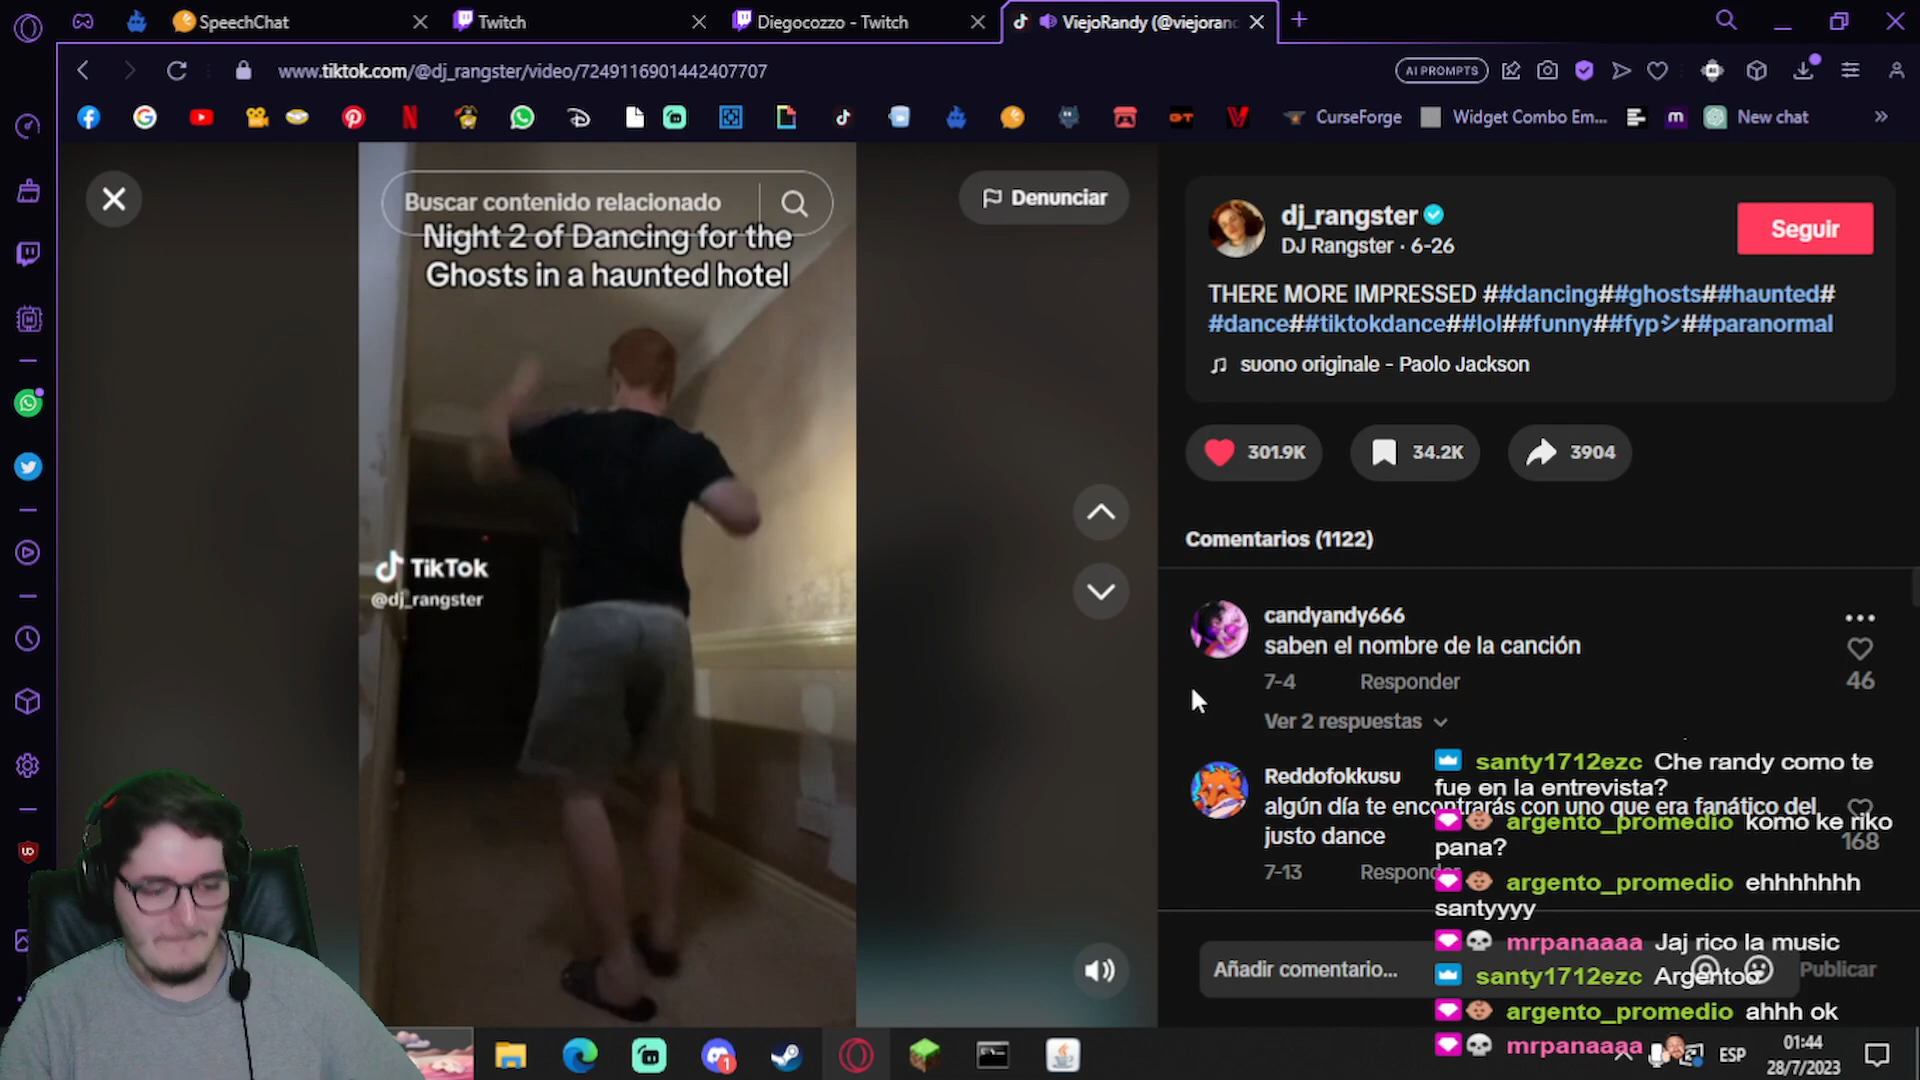 SpeechChat
Twitch
Diegocozzo - Twitch
ViejoRandy (@viejoran
www.tiktok.com/@dj_rangster/video/7249116901442407707
AI PROMPTS
CurseForge
Widget Combo Em...
New chat
Buscar contenido relacionado
Denunciar
Night 2 of Dancing for the
Ghosts in a haunted hotel
TikTok
@dj_rangster
dj_rangster
DJ Rangster · 6-26
Seguir
THERE MORE IMPRESSED ##dancing##ghosts##haunted#
#dance##tiktokdance##lol##funny##fypシ##paranormal
suono originale - Paolo Jackson
301.9K
34.2K
3904
Comentarios (1122)
candyandy666
saben el nombre de la canción
7-4 Responder
46
Ver 2 respuestas
Reddofokkusu
algún día te encontrarás con uno que era fanático del
justo dance
168
7-13 Responder
Añadir comentario...
Publicar
santy1712ezc Che randy como te
fue en la entrevista?
argento_promedio komo ke riko
pana?
argento_promedio ehhhhhhh
santyyyy
mrpanaaaa Jaj rico la music
santy1712ezc Argentoo
argento_promedio ahhh ok
mrpanaaaa
ESP
01:44
28/7/2023